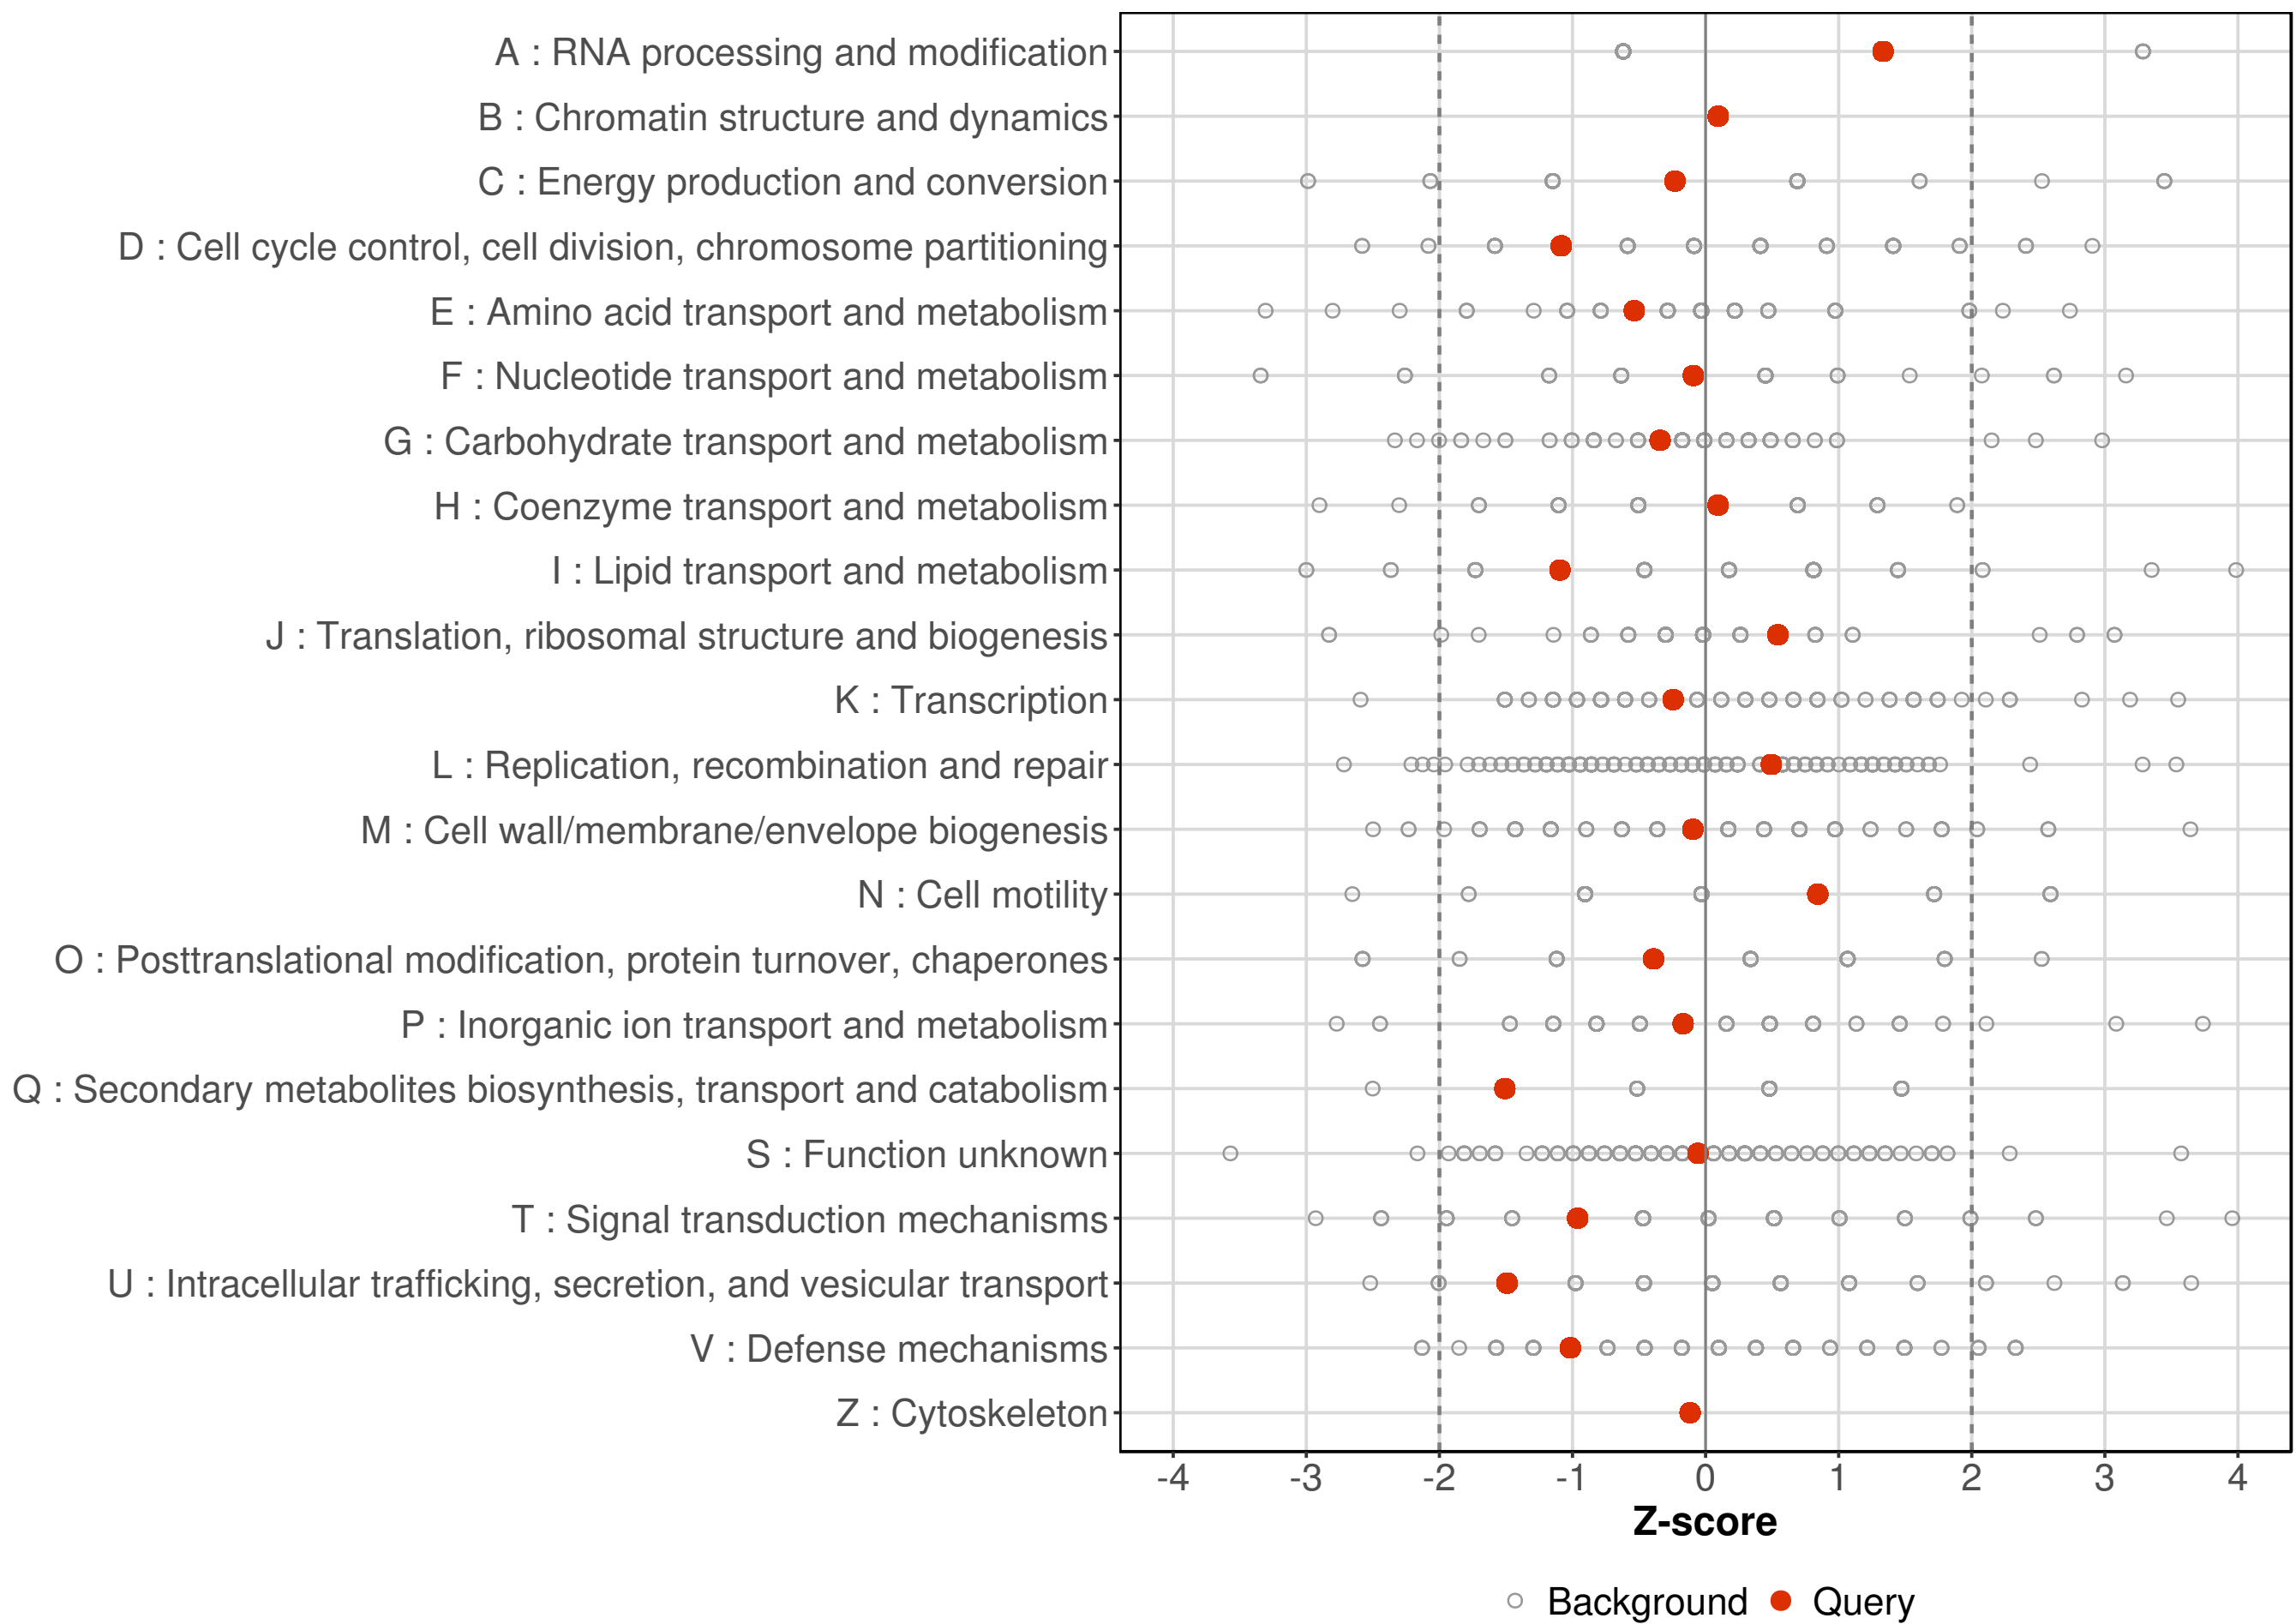 A : RNA processing and modification
B : Chromatin structure and dynamics
C : Energy production and conversion
D : Cell cycle control, cell division, chromosome partitioning
E : Amino acid transport and metabolism
F : Nucleotide transport and metabolism
G : Carbohydrate transport and metabolism
H : Coenzyme transport and metabolism
I : Lipid transport and metabolism
J : Translation, ribosomal structure and biogenesis
K : Transcription
L : Replication, recombination and repair
M : Cell wall/membrane/envelope biogenesis
N : Cell motility
O : Posttranslational modification, protein turnover, chaperones
P : Inorganic ion transport and metabolism
Q : Secondary metabolites biosynthesis, transport and catabolism
S : Function unknown
T : Signal transduction mechanisms
U : Intracellular trafficking, secretion, and vesicular transport
V : Defense mechanisms
Z : Cytoskeleton
-4 -3 -2 -1 0 1 2 3 4
Z-score
Background Query